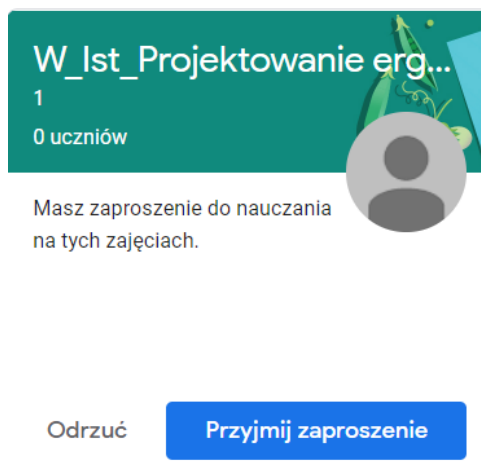 W_Ist_Projektowanie erg...
1
0 uczniów
Masz zaproszenie do nauczania
na tych zajęciach.
Odrzuć Przyjmij zaproszenie